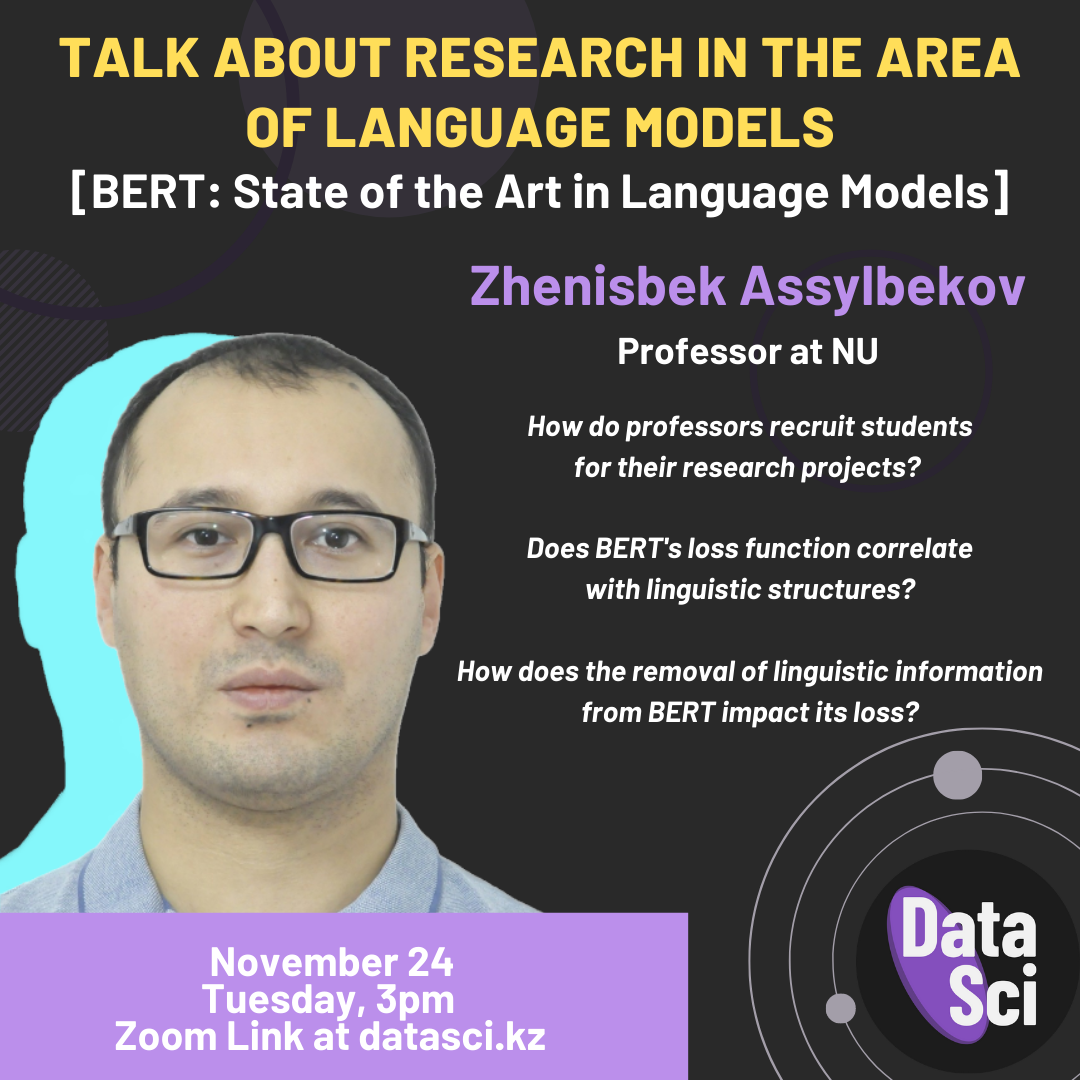 TALK ABOUT RESEARCH IN THE AREA
OF LANGUAGE MODELS
[BERT: State of the Art in Language Models]
Zhenisbek Assylbekov
Professor at NU
How do professors recruit students
for their research projects?
Does BERT's loss function correlate
with linguistic structures?
How does the removal of linguistic information
from BERT impact its loss?
November 24
Tuesday, 3pm
Zoom Link at datasci.kz
Data
Sci